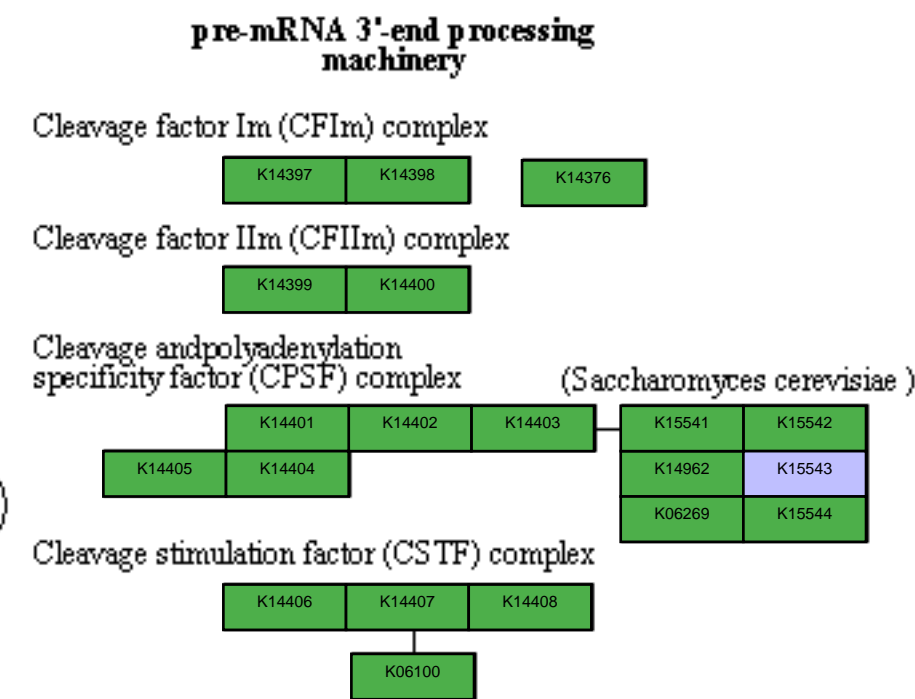 pre-mRNA 3'-end processing
machinery
Cleavage factor Im (CFIm) complex
K14397 K14398 K14376
Cleavage factor IIm (CFIIm) complex
K14399 K14400
Cleavage andpolyadenylation
specificity factor (CPSF) complex (Saccharomyces cerevisiae )
K14401 K14402 K14403 K15541 K15542
K14405 K14404 K14962 K15543
K06269 K15544
)
Cleavage stimulation factor (CSTF) complex
K14406 K14407 K14408
K06100